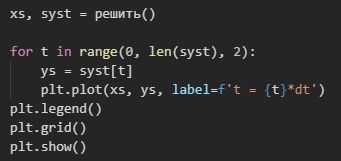 xs, syst = решить()
for t in range(0, len(syst), 2):
    ys = syst[t]
    plt.plot(xs, ys, label=f't = {t}*dt')
plt.legend()
plt.grid()
plt.show()